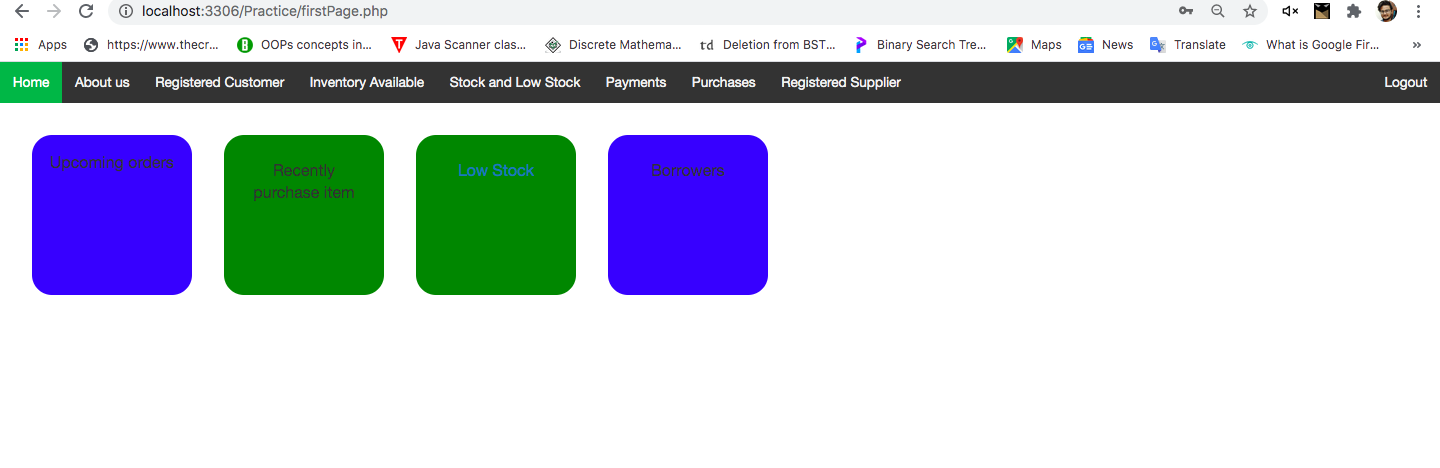 localhost:3306/Practice/firstPage.php
Apps https://www.thecr... OOPs concepts in... Java Scanner clas... Discrete Mathema... td Deletion from BST... Binary Search Tre... Maps News Translate What is Google Fir... »
Home About us Registered Customer Inventory Available Stock and Low Stock Payments Purchases Registered Supplier Logout
Upcoming orders
Recently
purchase item
Low Stock
Borrowers